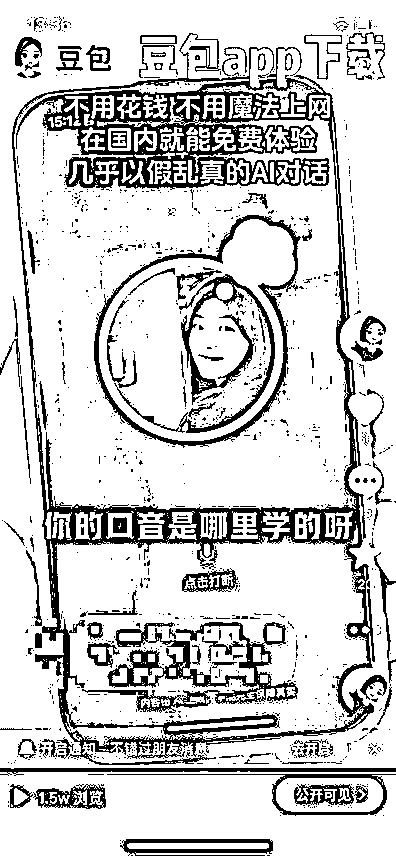 豆包
豆包app下载
不用花钱 不用魔法上网
在国内就能免费体验
几乎以假乱真的AI对话
你的口音是哪里学的呀
点击打断
开启通知 不错过朋友消息
去开启
1.5w 浏览
公开可见